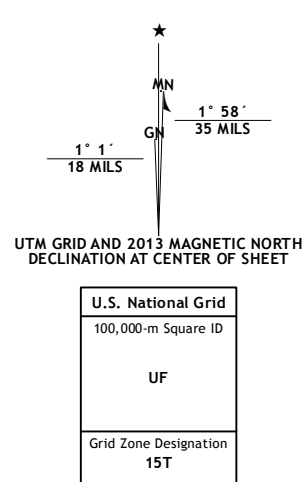 ★
MN
1° 58´
35 MILS
GN
1° 1´
18 MILS
UTM GRID AND 2013 MAGNETIC NORTH
DECLINATION AT CENTER OF SHEET
U.S. National Grid
100,000-m Square ID
UF
Grid Zone Designation
15T